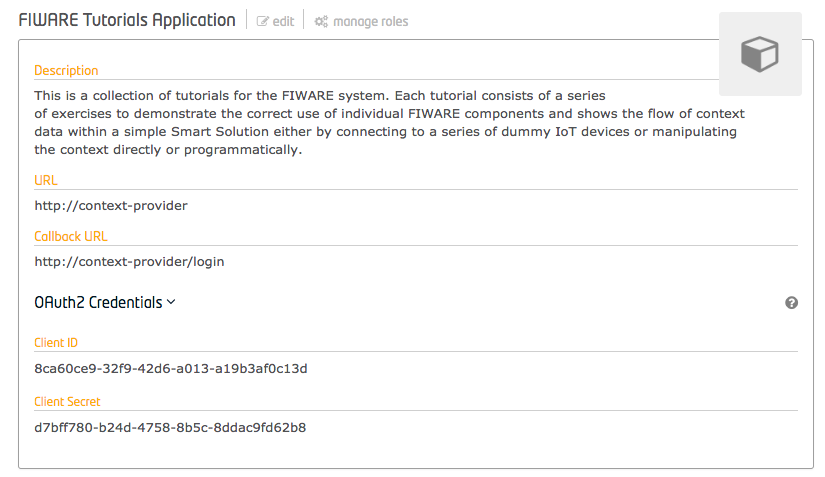 FIWARE Tutorials Application edit manage roles
Description
This is a collection of tutorials for the FIWARE system. Each tutorial consists of a series
of exercises to demonstrate the correct use of individual FIWARE components and shows the flow of context
data within a simple Smart Solution either by connecting to a series of dummy IoT devices or manipulating
the context directly or programmatically.
URL
http://context-provider
Callback URL
http://context-provider/login
OAuth2 Credentials
?
Client ID
8ca60ce9-32f9-42d6-a013-a19b3af0c13d
Client Secret
d7bff780-b24d-4758-8b5c-8ddac9fd62b8